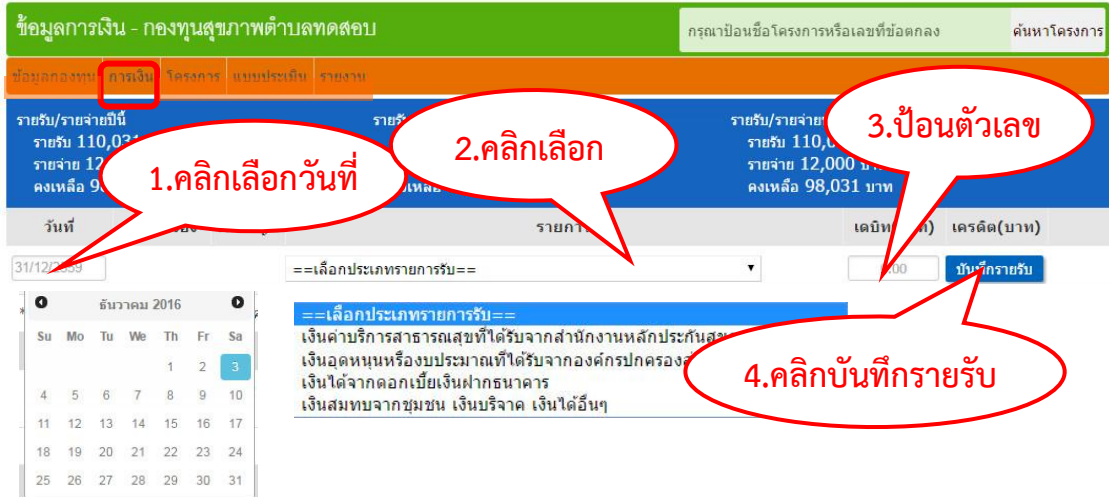 ข้อมูลการเงิน - กองทุนสุขภาพตำบลทดสอบ
กรุณาป้อนชื่อโครงการหรือเลขที่ข้อตกลง
ค้นหาโครงการ
ข้อมูลกองทุน การเงิน โครงการ แบบประเมิน รายงาน
รายรับ/รายจ่ายปีนี้
รายรับ 110,031
รายจ่าย 12
คงเหลือ 98
รายรับ/รายจ่าย
รายรับ 110,0
รายจ่าย 12,000 บาท
คงเหลือ 98,031 บาท
1.คลิกเลือกวันที่
2.คลิกเลือก
3.ป้อนตัวเลข
วันที่ รายการ เครดิต(บาท)
31/12/2559
==เลือกประเภทรายการรับ==
บันทึกรายรับ
ธันวาคม 2016
Su Mo Tu We Th Fr Sa
1 2 3
4 5 6 7 8 9 10
11 12 13 14 15 16 17
18 19 20 21 22 23 24
25 26 27 28 29 30 31
==เลือกประเภทรายการรับ==
เงินค่าบริการสาธารณสุขที่ได้รับจากสำนักงานหลักประกัน
เงินอุดหนุนหรืองบประมาณที่ได้รับจากองค์กรปกครอง
เงินได้จากดอกเบี้ยเงินฝากธนาคาร
เงินสมทบจากชุมชน เงินบริจาค เงินได้อื่นๆ
4.คลิกบันทึกรายรับ